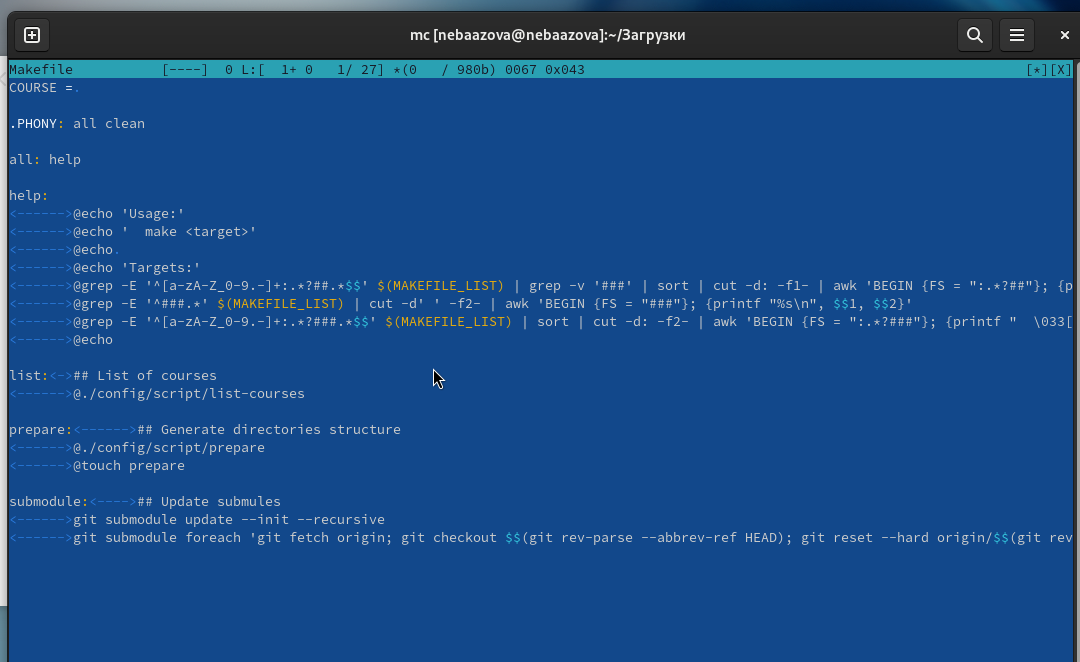 mc [nebaazova@nebaazova]:~/Загрузки
Makefile           [----]  0 L:[  1+ 0   1/ 27] *(0   / 980b) 0067 0x043                                                       [*][X]
COURSE =.
.PHONY: all clean
all: help
help:
<------>@echo 'Usage:'
<------>@echo '  make <target>'
<------>@echo.
<------>@echo 'Targets:'
<------>@grep -E '^[a-zA-Z_0-9.-]+:.*?##.*$$' $(MAKEFILE_LIST) | grep -v '###' | sort | cut -d: -f1- | awk 'BEGIN {FS = ":.*?##"}; {p
<------>@grep -E '^###.*' $(MAKEFILE_LIST) | cut -d' ' -f2- | awk 'BEGIN {FS = "###"}; {printf "%s\n", $$1, $$2}'
<------>@grep -E '^[a-zA-Z_0-9.-]+:.*?###.*$$' $(MAKEFILE_LIST) | sort | cut -d: -f2- | awk 'BEGIN {FS = ":.*?###"}; {printf "  \033[
<------>@echo
list:<->## List of courses
<------>@./config/script/list-courses
prepare:<------>## Generate directories structure
<------>@./config/script/prepare
<------>@touch prepare
submodule:<---->## Update submules
<------>git submodule update --init --recursive
<------>git submodule foreach 'git fetch origin; git checkout $$(git rev-parse --abbrev-ref HEAD); git reset --hard origin/$$(git rev